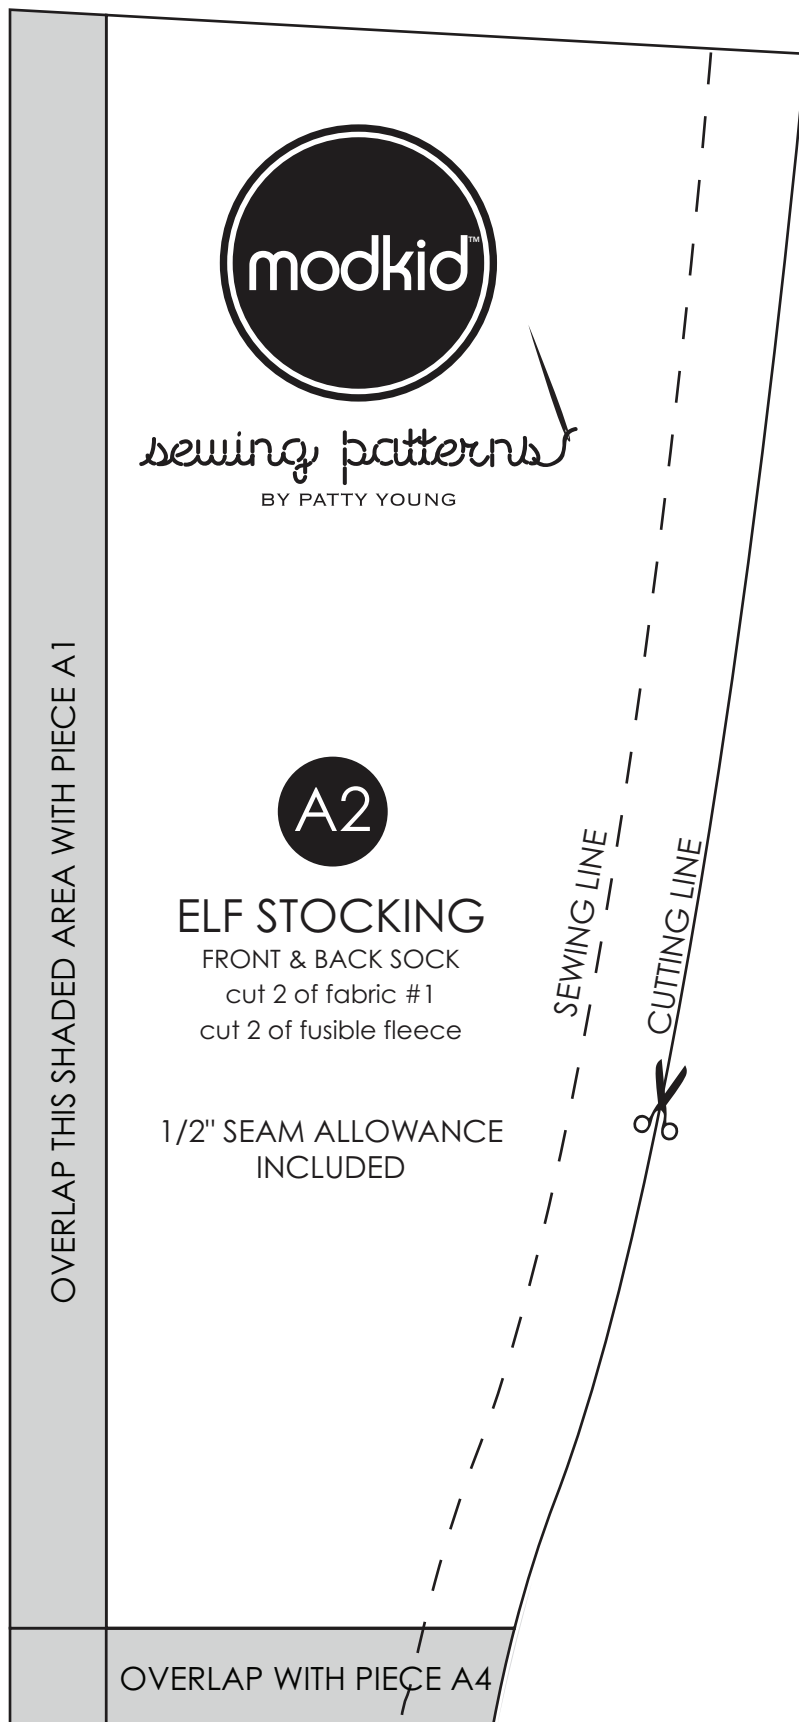 modkid™
sewing patterns
BY PATTY YOUNG
OVERLAP THIS SHADED AREA WITH PIECE A1
A2
ELF STOCKING
FRONT & BACK SOCK
cut 2 of fabric #1
cut 2 of fusible fleece
1/2" SEAM ALLOWANCE
INCLUDED
SEWING LINE
CUTTING LINE
OVERLAP WITH PIECE A4